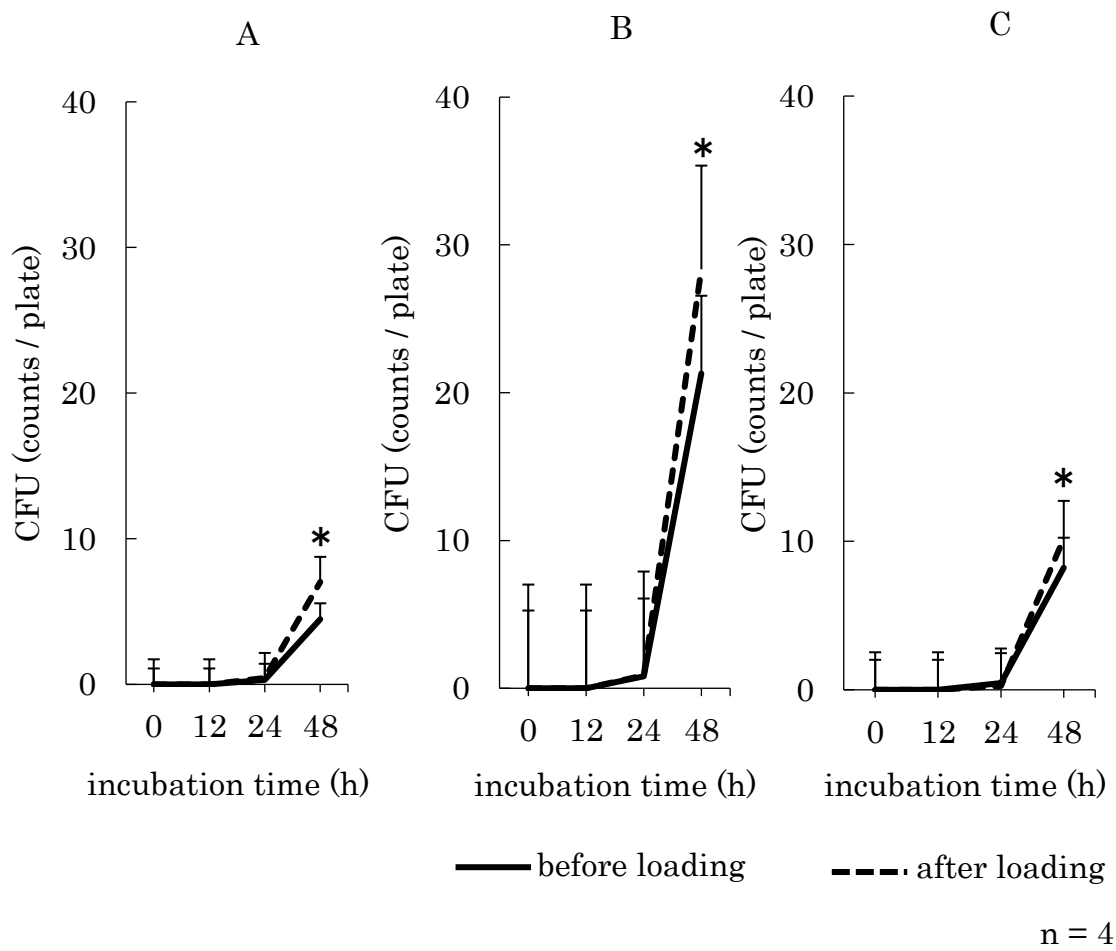 A
B
C
CFU (counts / plate)
40
30
20
10
0
*
0 12 24 48
incubation time (h)
CFU (counts / plate)
40
30
20
10
0
*
0 12 24 48
incubation time (h)
CFU (counts / plate)
40
30
20
10
0
*
0 12 24 48
incubation time (h)
before loading
after loading
n = 4